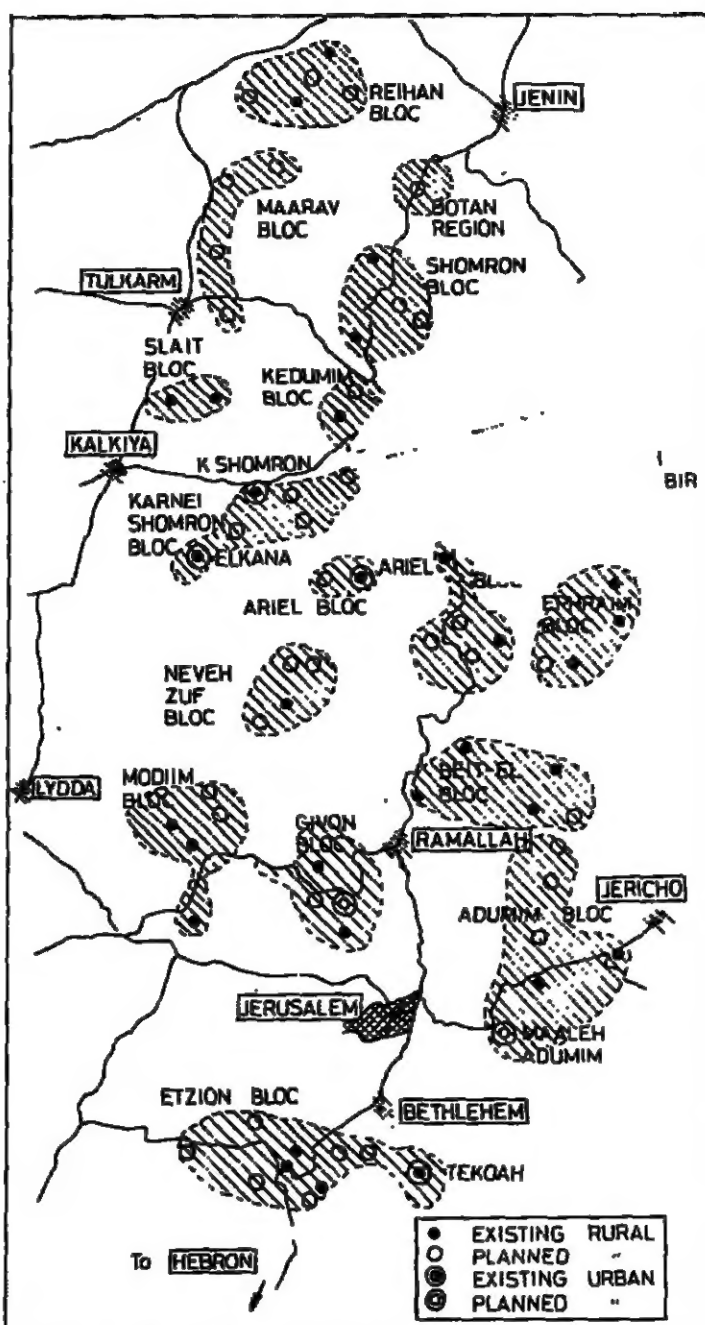 REIHAN
BLOC
JENIN
MAARAV
BLOC
BOTAN
REGION
SHOMRON
BLOC
TULKARM
SLAIT
BLOC
KEDUMIM
BLOC
KALKIYA
K SHOMRON
BIR
KARNEI
SHOMRON
BLOC
ELKANA
ARIEL
ARIEL BLOC
EPHRAIM
BLOC
NEVEH
ZUF
BLOC
LYDDA
MODIIM
BLOC
BEIT-EL
BLOC
GIVON
BLOC
RAMALLAH
JERICHO
ADUMIM BLOC
JERUSALEM
MAALEH
ADUMIM
ETZION BLOC
BETHLEHEM
TEKOAH
EXISTING RURAL
PLANNED "
EXISTING URBAN
PLANNED "
To HEBRON